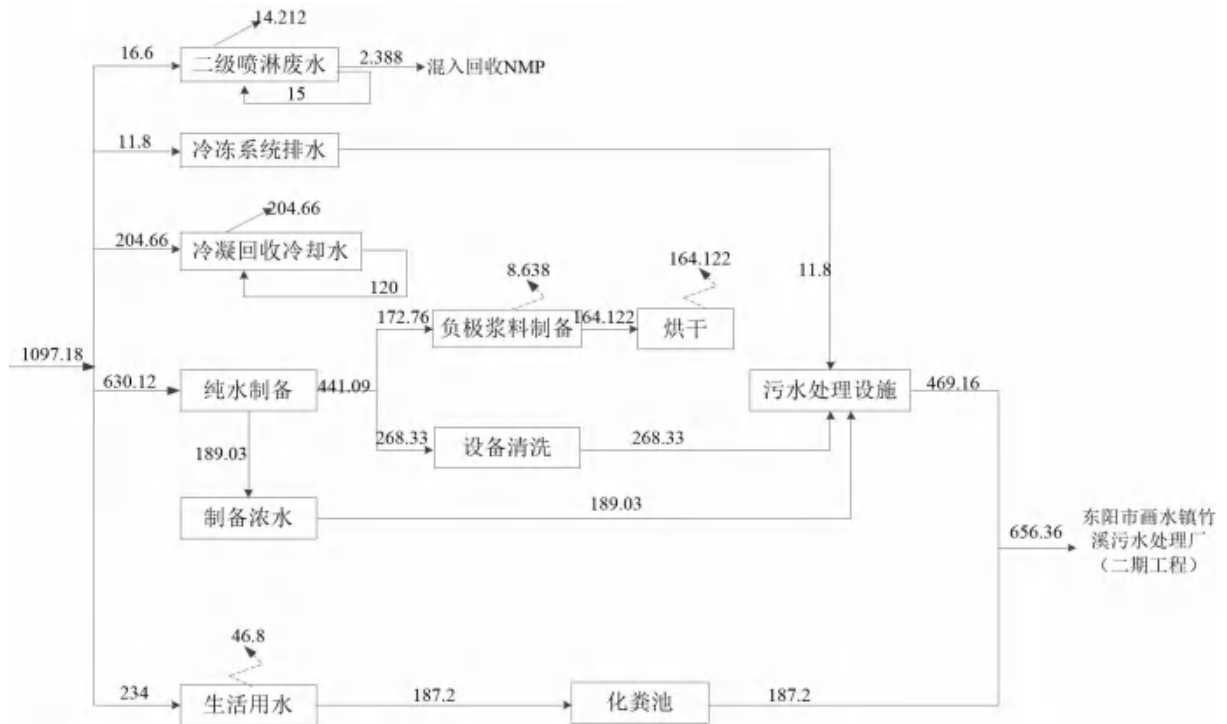 14.212
16.6
二级喷淋废水
2.388
混入回收NMP
15
11.8
冷冻系统排水
204.66
204.66
冷凝回收冷却水
120
8.638
164.122
11.8
172.76
负极浆料制备
164.122
烘干
1097.18
630.12
纯水制备
441.09
污水处理设施
469.16
268.33
设备清洗
268.33
189.03
制备浓水
189.03
656.36
东阳市画水镇竹
溪污水处理厂
（二期工程）
46.8
234
生活用水
187.2
化粪池
187.2